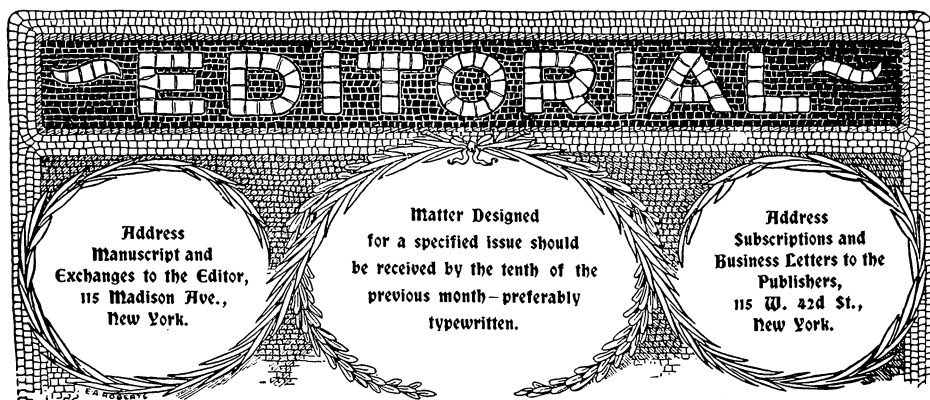 EDITORIAL
Address
Manuscript and
Exchanges to the Editor,
115 Madison Ave.,
New York.
Matter Designed
for a specified issue should
be received by the tenth of the
previous month—preferably
typewritten.
Address
Subscriptions and
Business Letters to the
Publishers,
115 W. 42d St.,
New York.
E.A. ROBERTS